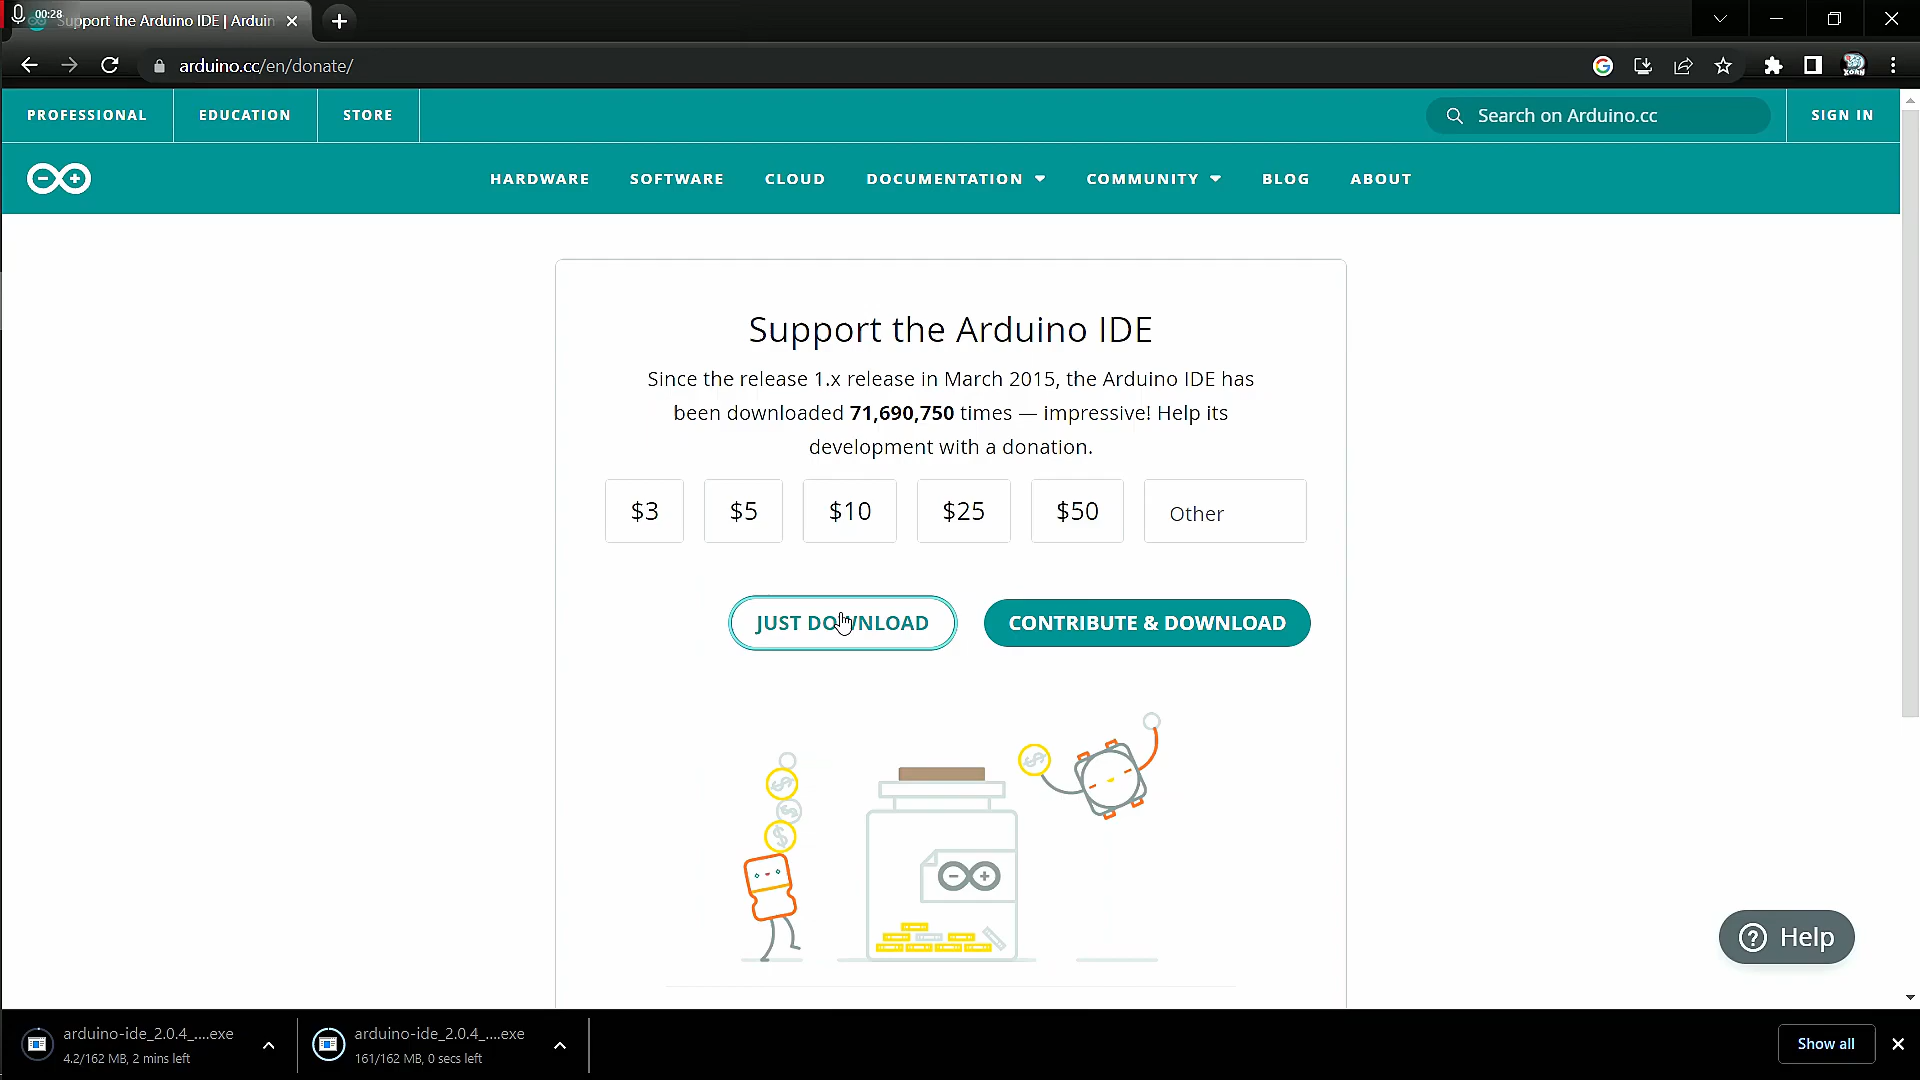 00:28
Support the Arduino IDE | Arduin
arduino.cc/en/donate/
PROFESSIONAL
EDUCATION
STORE
Search on Arduino.cc
SIGN IN
HARDWARE
SOFTWARE
CLOUD
DOCUMENTATION
COMMUNITY
BLOG
ABOUT
Support the Arduino IDE
Since the release 1.x release in March 2015, the Arduino IDE has
been downloaded 71,690,750 times — impressive! Help its
development with a donation.
$3
$5
$10
$25
$50
Other
JUST DOWNLOAD
CONTRIBUTE & DOWNLOAD
Help
arduino-ide_2.0.4_....exe
4.2/162 MB, 2 mins left
arduino-ide_2.0.4_....exe
161/162 MB, 0 secs left
Show all